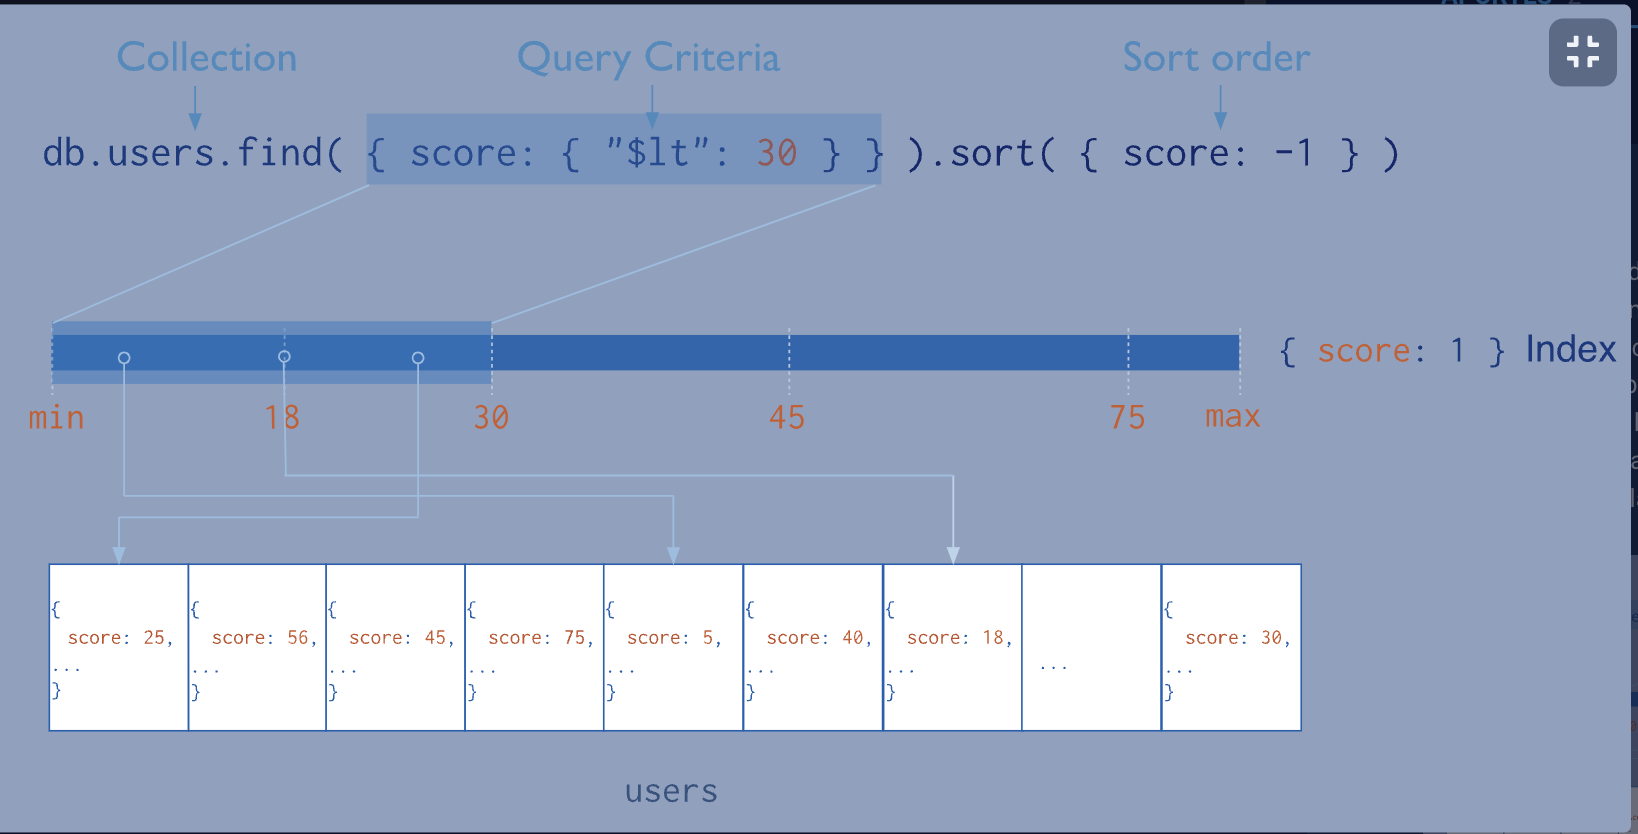 Collection
Query Criteria
Sort order
db.users.find( { score: { "$lt": 30 } } ).sort( { score: -1 } )
{ score: 1 } Index
min 18 30 45 75 max
{ { { { { { { {
score: 25, score: 56, score: 45, score: 75, score: 5, score: 40, score: 18, score: 30,
... ... ... ... ... ... ... ... ...
} } } } } } } }
users